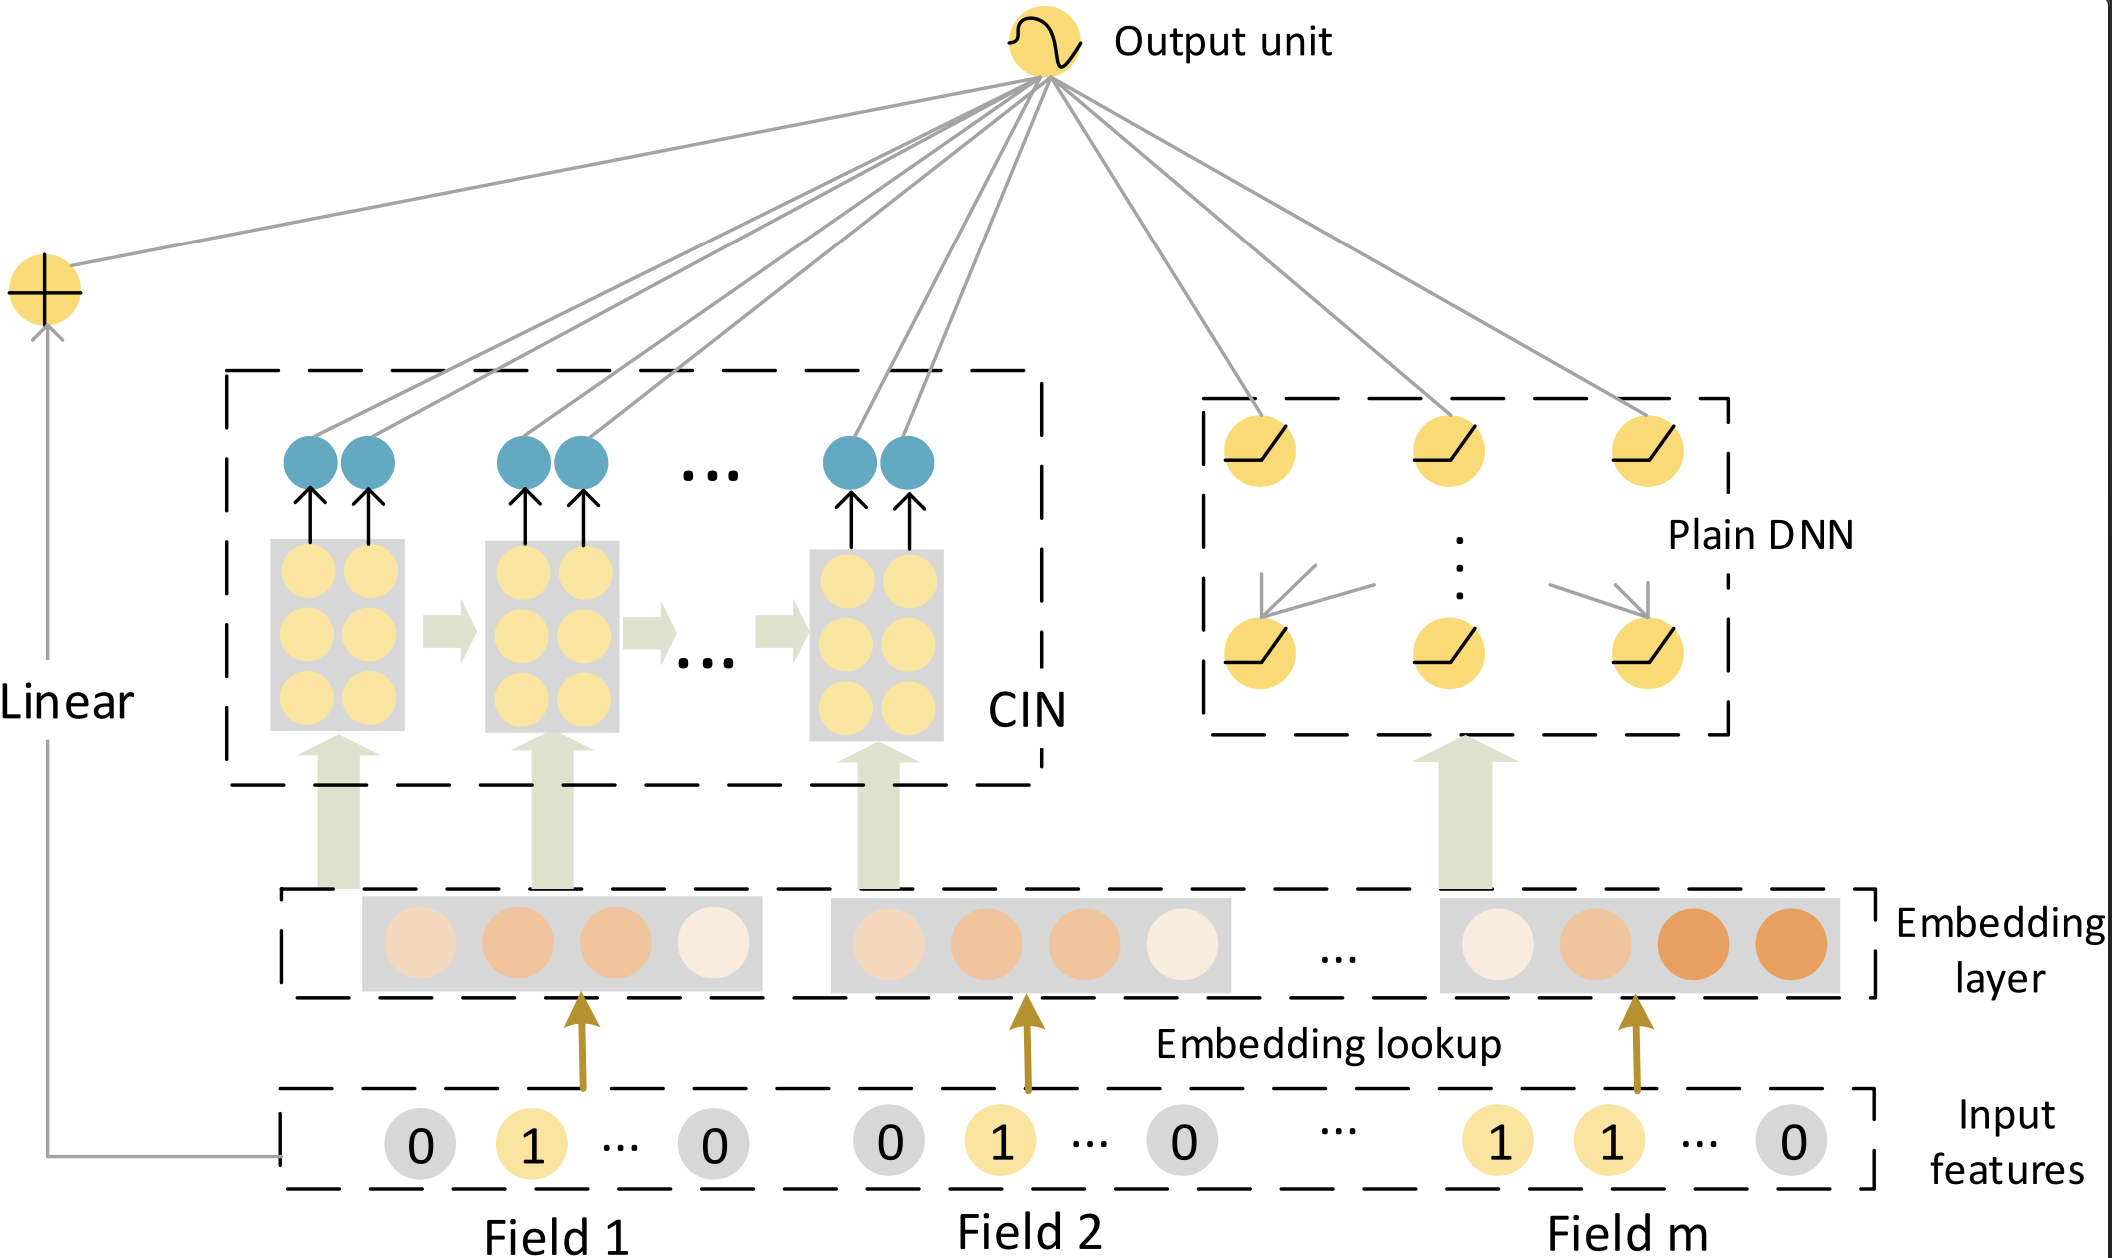 Output unit
Plain DNN
Linear
CIN
...
...
Embedding
layer
...
Embedding lookup
0 1 ... 0 0 1 ... 0 ... 1 1 ... 0
Input
features
Field 1 Field 2 Field m